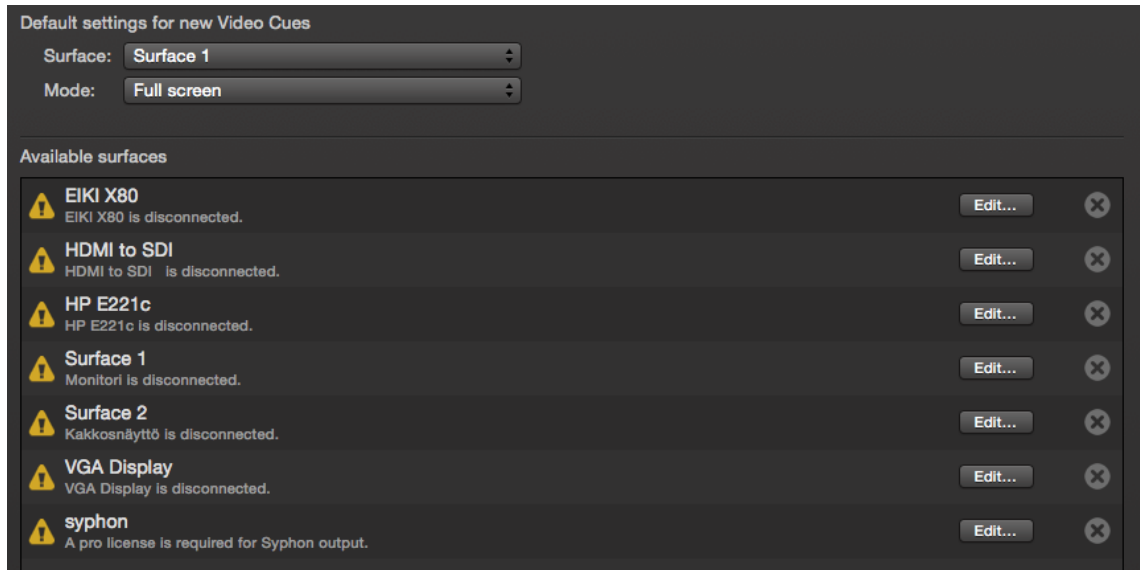 Default settings for new Video Cues
Surface: Surface 1
Mode: Full screen
Available surfaces
EIKI X80
EIKI X80 is disconnected.
Edit...
HDMI to SDI
HDMI to SDI   is disconnected.
Edit...
HP E221c
HP E221c is disconnected.
Edit...
Surface 1
Monitori is disconnected.
Edit...
Surface 2
Kakkosnäyttö is disconnected.
Edit...
VGA Display
VGA Display is disconnected.
Edit...
syphon
A pro license is required for Syphon output.
Edit...